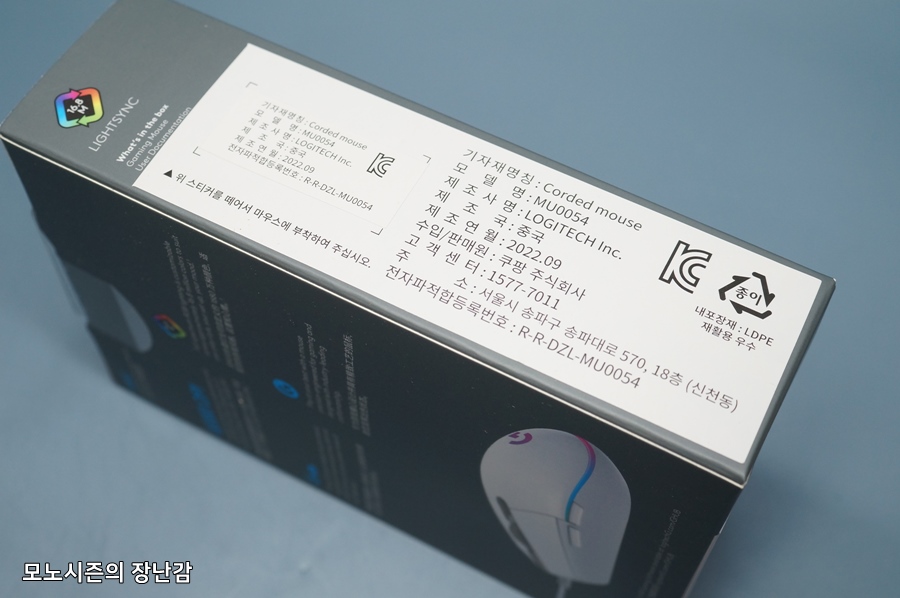 16.8
M
LIGHTSYNC
What's in the box
Gaming Mouse
User Documentation
기자재명칭 : Corded mouse
모 델 명 : MU0054
제 조 사 명 : LOGITECH Inc.
제 조 국 : 중국
제 조 연 월 : 2022.09
전자파적합등록번호 : R-R-DZL-MU0054
▲ 위 스티커를 떼어서 마우스에 부착하여 주십시오.
기자재명칭 : Corded mouse
모 델 명 : MU0054
제 조 사 명 : LOGITECH Inc.
제 조 국 : 중국
제 조 연 월 : 2022.09
수입/판매원 : 쿠팡 주식회사
고 객 센 터 : 1577-7011
주 소 : 서울시 송파구 송파대로 570, 18층 (신천동)
전자파적합등록번호 : R-R-DZL-MU0054
종이
내포장재 : LDPE
재활용 우수
모노시즌의 장난감